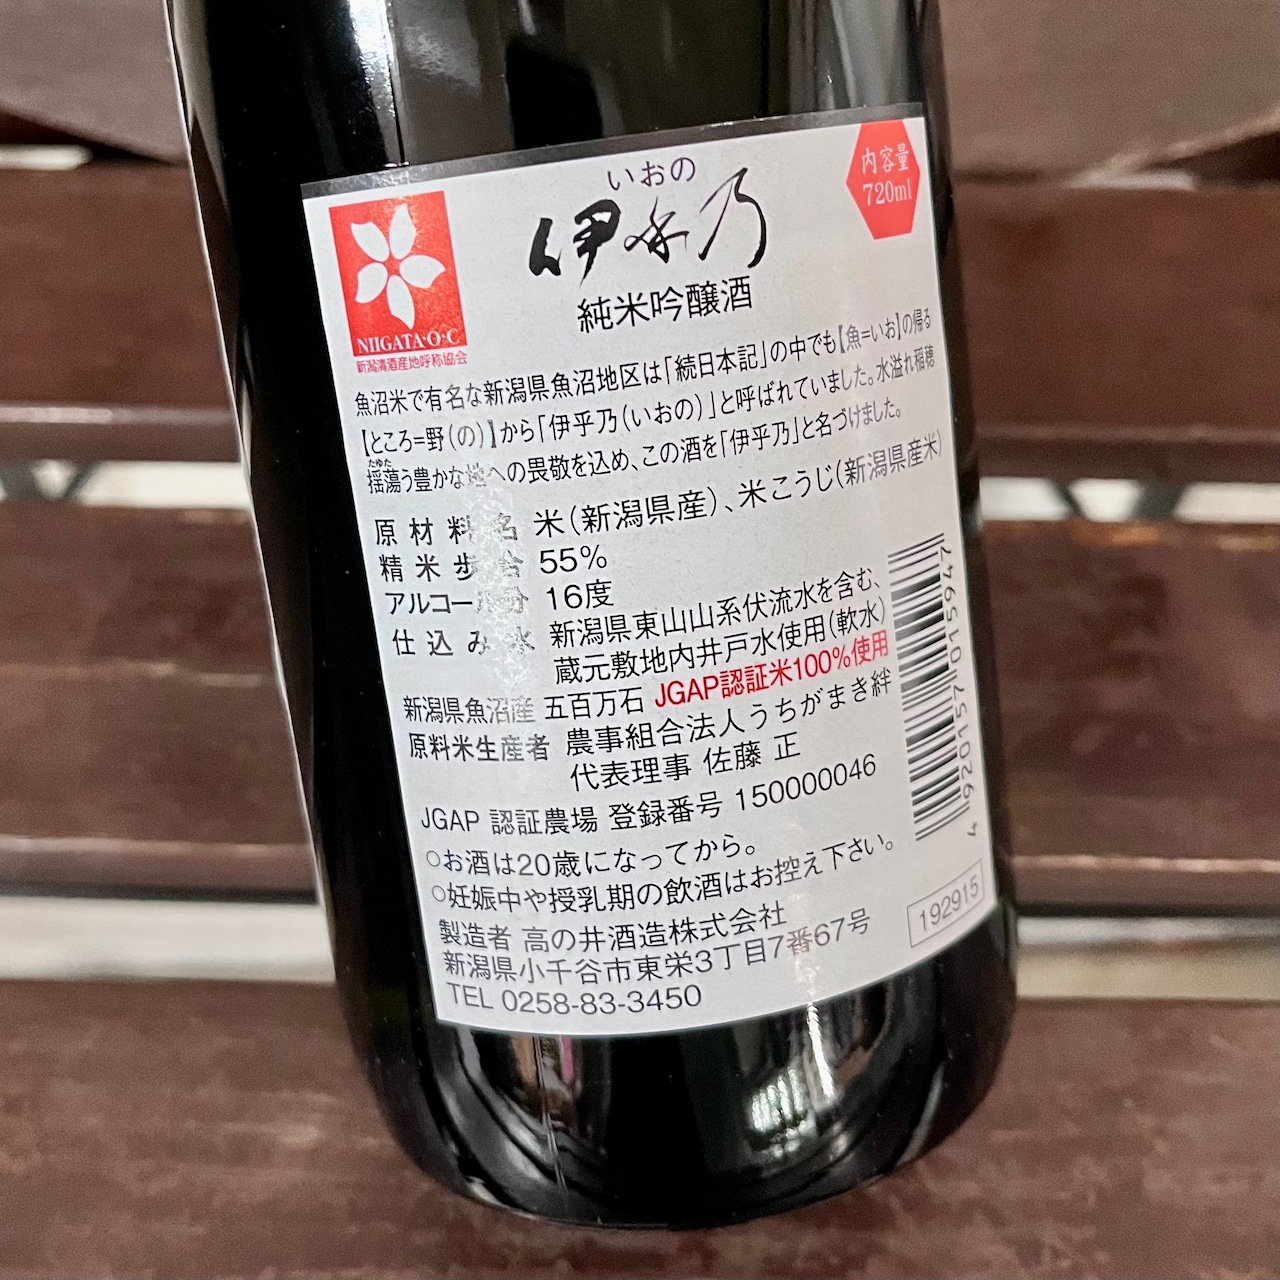 いおの
伊乎乃
純米吟醸酒
内容量
720ml
NIIGATA・O・C
新潟清酒産地呼称協会
魚沼米で有名な新潟県魚沼地区は「続日本記」の中でも【魚=いお】の帰る
【ところ=野(の)】から「伊乎乃(いおの)」と呼ばれていました。水溢れ稲穂
たゆた
揺蕩う豊かな地への畏敬を込め、この酒を「伊乎乃」と名づけました。
原材料名 米(新潟県産)、米こうじ(新潟県産米)
精米歩合 55%
アルコール分 16度
仕込み水 新潟県東山山系伏流水を含む、
蔵元敷地内井戸水使用(軟水)
新潟県魚沼産 五百万石 JGAP認証米100%使用
原料米生産者 農事組合法人うちがまき絆
代表理事 佐藤 正
JGAP 認証農場 登録番号 150000046
○お酒は20歳になってから。
○妊娠中や授乳期の飲酒はお控え下さい。
製造者 高の井酒造株式会社
新潟県小千谷市東栄3丁目7番67号
TEL 0258-83-3450
4 920157 015947
192915